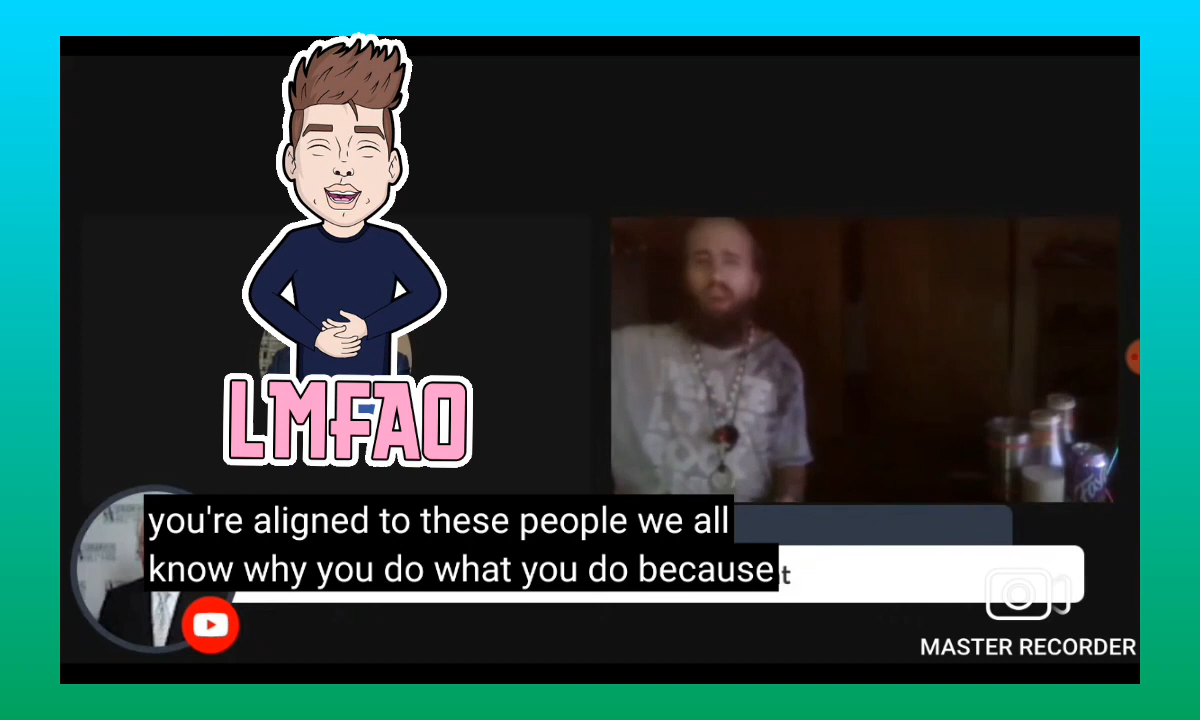 LMFAO
you're aligned to these people we all
know why you do what you do because
MASTER RECORDER